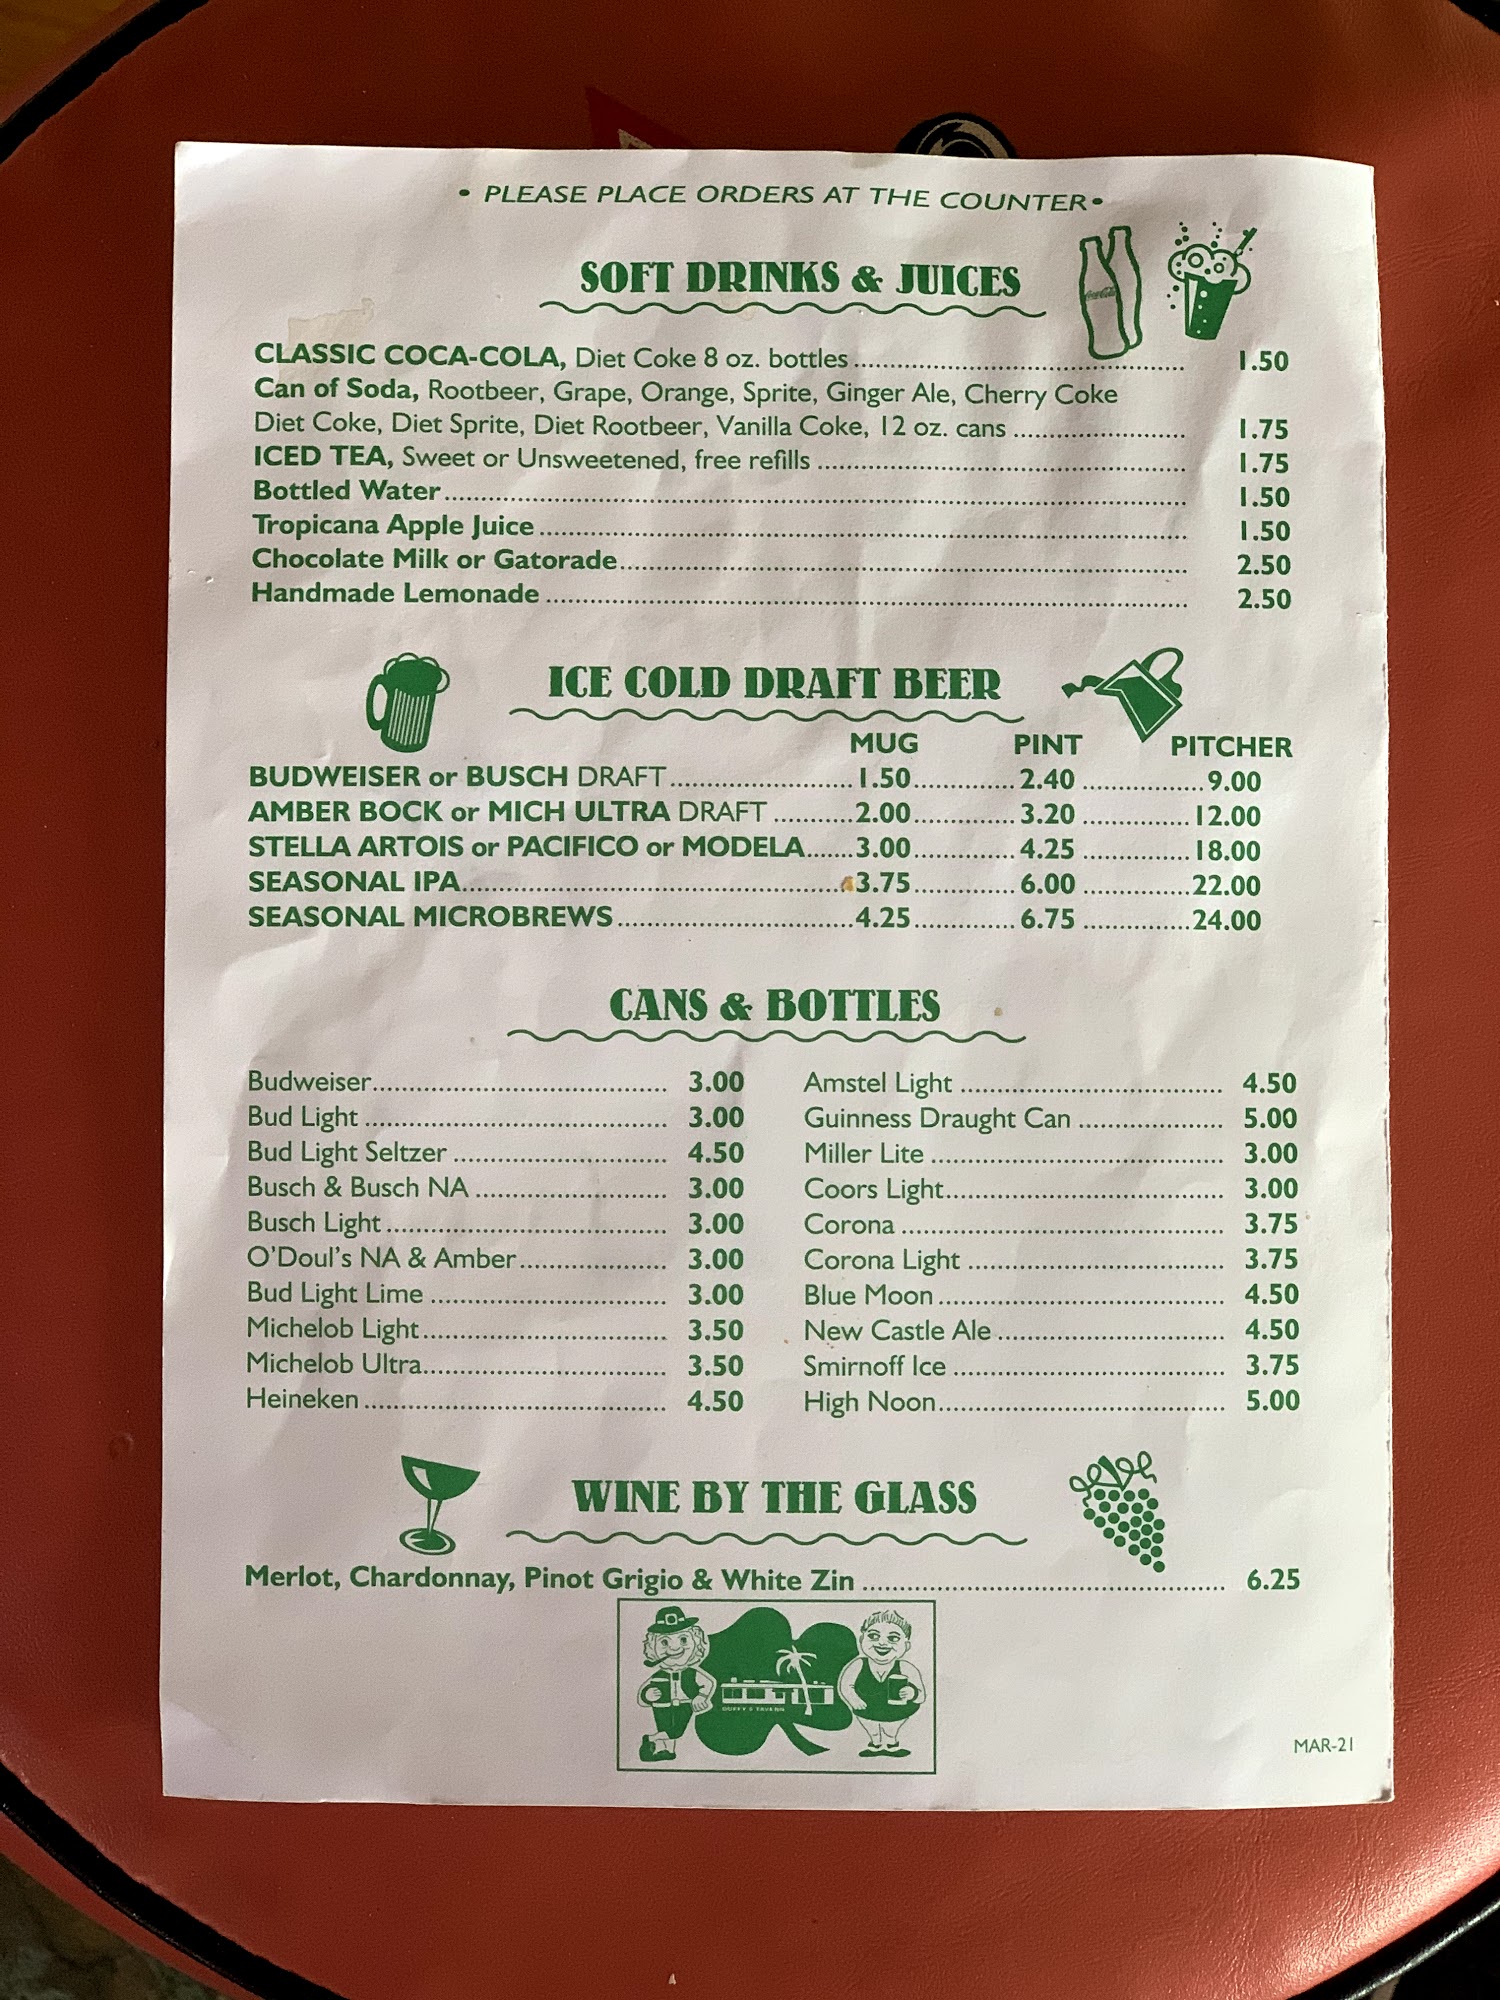 • PLEASE PLACE ORDERS AT THE COUNTER•
SOFT DRINKS & JUICES
Coca-Cola
CLASSIC COCA-COLA, Diet Coke 8 oz. bottles 1.50
Can of Soda, Rootbeer, Grape, Orange, Sprite, Ginger Ale, Cherry Coke
Diet Coke, Diet Sprite, Diet Rootbeer, Vanilla Coke, 12 oz. cans 1.75
ICED TEA, Sweet or Unsweetened, free refills 1.75
Bottled Water 1.50
Tropicana Apple Juice 1.50
Chocolate Milk or Gatorade 2.50
Handmade Lemonade 2.50
ICE COLD DRAFT BEER
MUG PINT PITCHER
BUDWEISER or BUSCH DRAFT 1.50 2.40 9.00
AMBER BOCK or MICH ULTRA DRAFT 2.00 3.20 12.00
STELLA ARTOIS or PACIFICO or MODELA 3.00 4.25 18.00
SEASONAL IPA 3.75 6.00 22.00
SEASONAL MICROBREWS 4.25 6.75 24.00
CANS & BOTTLES
Budweiser 3.00
Bud Light 3.00
Bud Light Seltzer 4.50
Busch & Busch NA 3.00
Busch Light 3.00
O'Doul's NA & Amber 3.00
Bud Light Lime 3.00
Michelob Light 3.50
Michelob Ultra 3.50
Heineken 4.50
Amstel Light 4.50
Guinness Draught Can 5.00
Miller Lite 3.00
Coors Light 3.00
Corona 3.75
Corona Light 3.75
Blue Moon 4.50
New Castle Ale 4.50
Smirnoff Ice 3.75
High Noon 5.00
WINE BY THE GLASS
Merlot, Chardonnay, Pinot Grigio & White Zin 6.25
DUFFY'S TAVERN
MAR-21